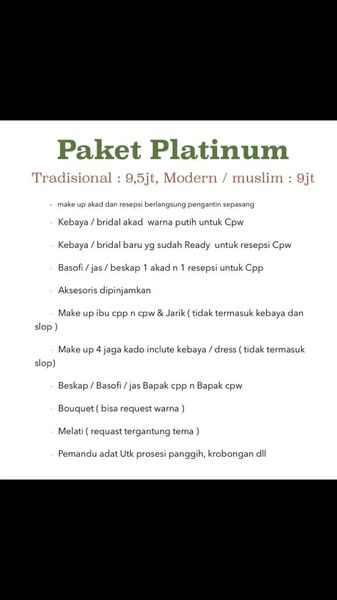 Paket Platinum
Tradisional : 9,5jt, Modern / muslim : 9jt
- make up akad dan resepsi berlangsung pengantin sepasang
- Kebaya / bridal akad warna putih untuk Cpw
- Kebaya / bridal baru yg sudah Ready untuk resepsi Cpw
- Basofi / jas / beskap 1 akad n 1 resepsi untuk Cpp
- Aksesoris dipinjamkan
- Make up ibu cpp n cpw & Jarik ( tidak termasuk kebaya dan
slop )
- Make up 4 jaga kado inclute kebaya / dress ( tidak termasuk
slop)
- Beskap / Basofi / jas Bapak cpp n Bapak cpw
- Bouquet ( bisa request warna )
- Melati ( requast tergantung tema )
- Pemandu adat Utk prosesi panggih, krobongan dll